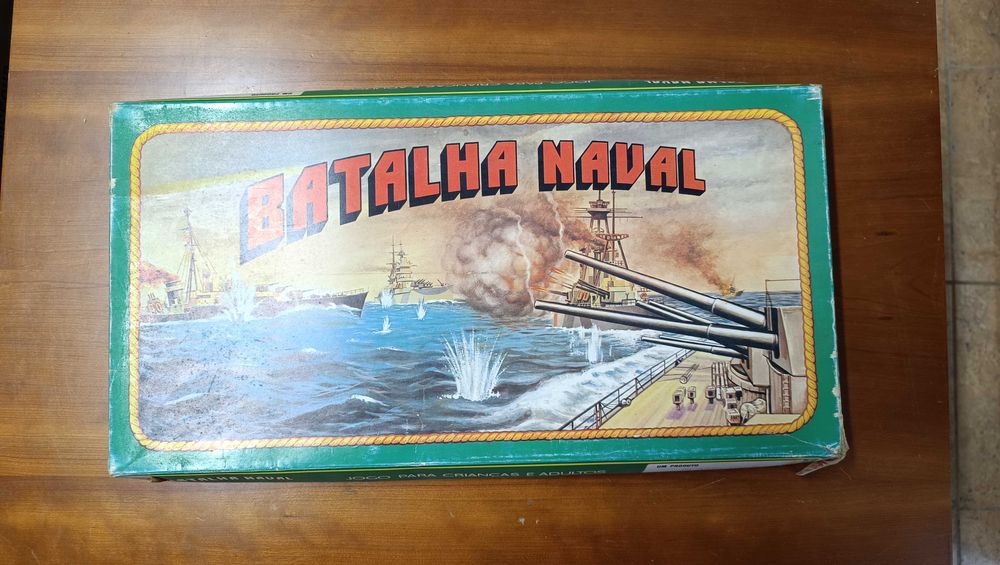 BATALHA NAVAL
BATALHA NAVAL JOGO PARA CRIANÇAS E ADULTOS UM PRODUTO